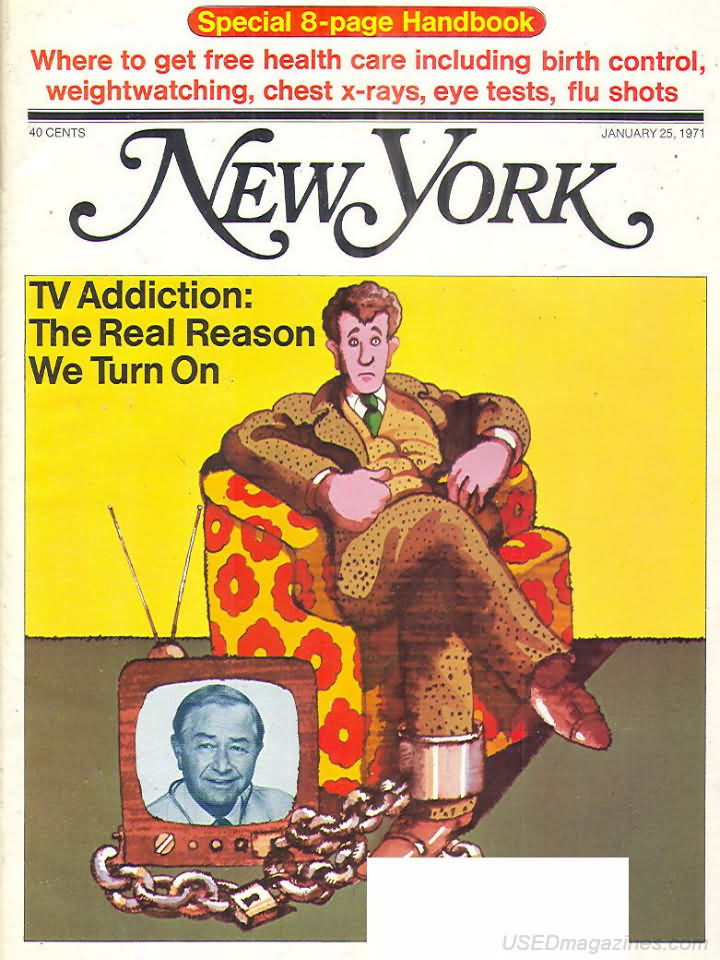 Special 8-page Handbook
Where to get free health care including birth control,
weightwatching, chest x-rays, eye tests, flu shots
40 CENTS
JANUARY 25, 1971
NEW YORK
TV Addiction:
The Real Reason
We Turn On
USEDmagazines.com